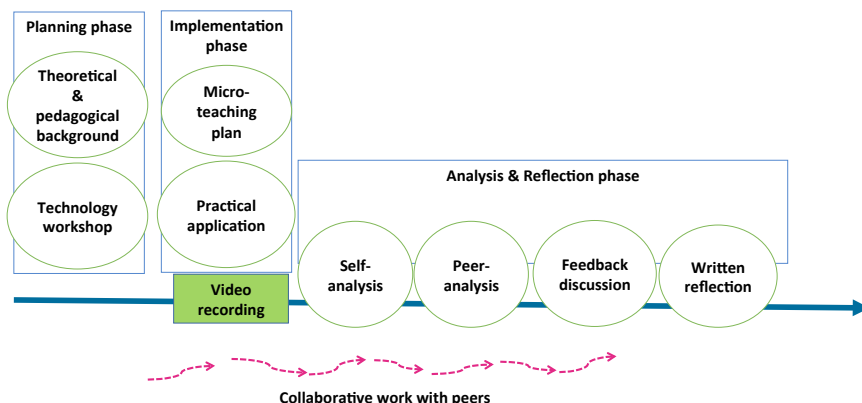 Planning phase
Theoretical
&
pedagogical
background
Technology
workshop
Implementation
phase
Micro-
teaching
plan
Practical
application
Video
recording
Analysis & Reflection phase
Self-
analysis
Peer-
analysis
Feedback
discussion
Written
reflection
Collaborative work with peers